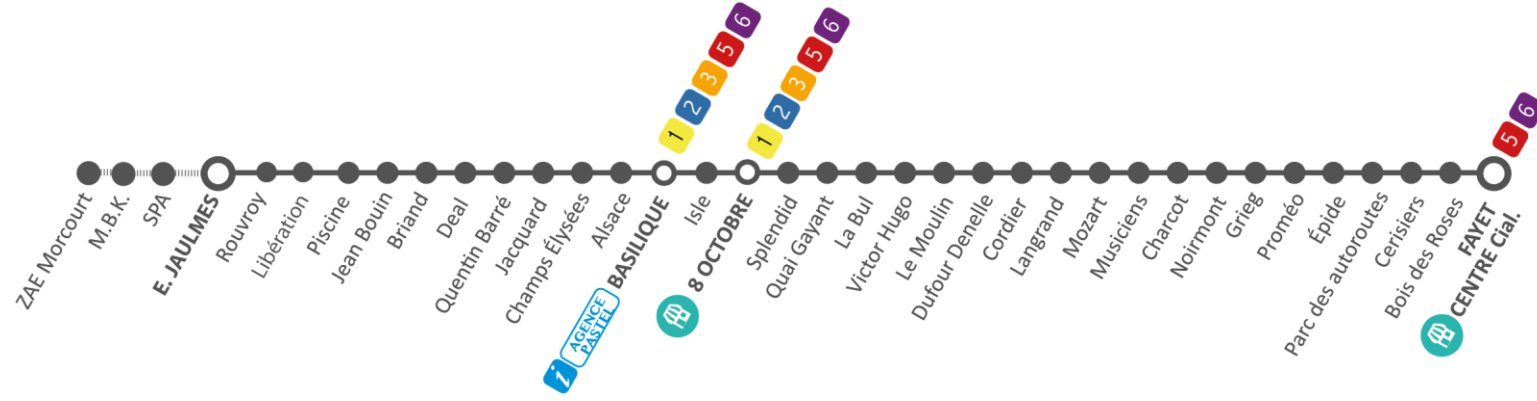 ZAE Morcourt
M.B.K.
SPA
E. JAULMES
Rouvroy
Libération
Piscine
Jean Bouin
Briand
Deal
Quentin Barré
Jacquard
Champs Élysées
Alsace
BASILIQUE
i AGENCE
PASTEL
1 2 3 5 6
Isle
8 OCTOBRE
1 2 3 5 6
Splendid
Quai Gayant
La Bul
Victor Hugo
Le Moulin
Dufour Denelle
Cordier
Langrand
Mozart
Musiciens
Charcot
Noirmont
Grieg
Proméo
Épide
Parc des autoroutes
Cerisiers
Bois des Roses
FAYET
CENTRE Cial.
5 6